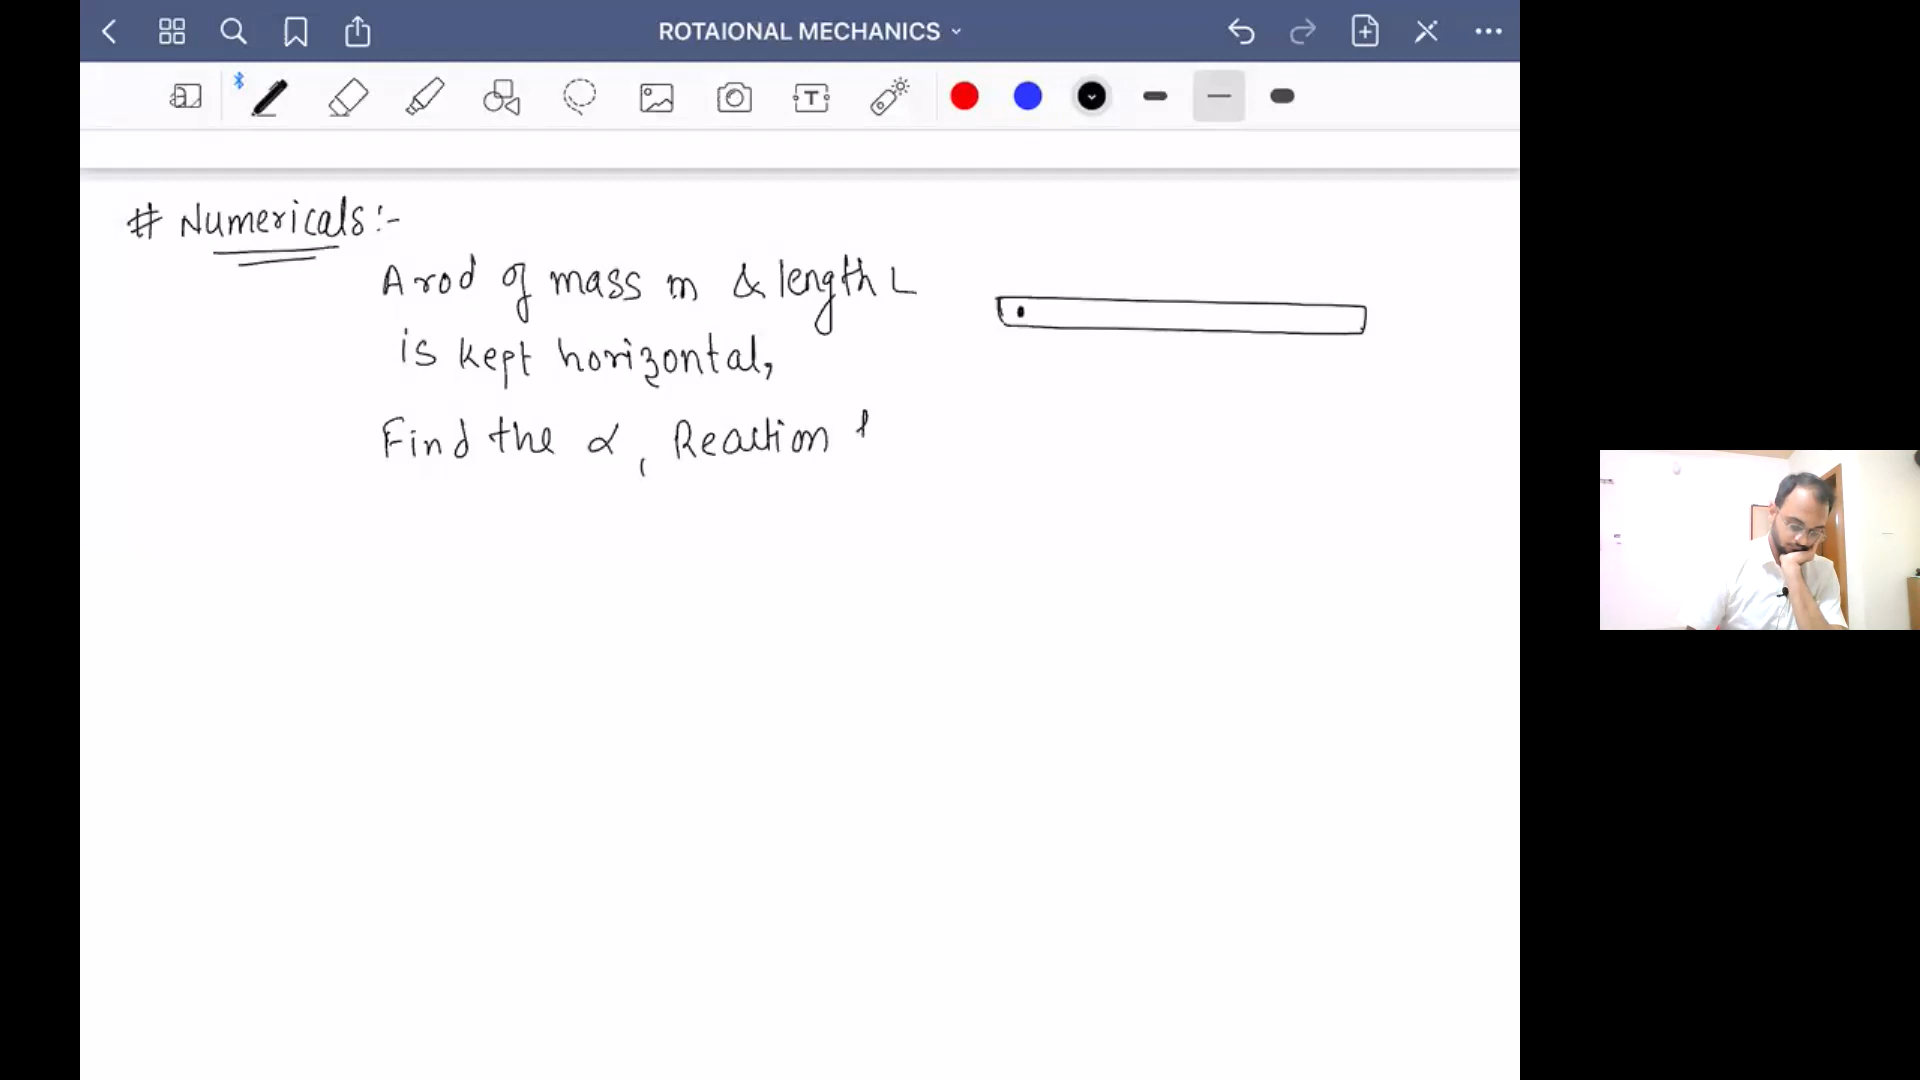 ROTAIONAL MECHANICS
# Numericals:-
A rod of mass m & length L
is kept horizontal,
Find the α, Reaction